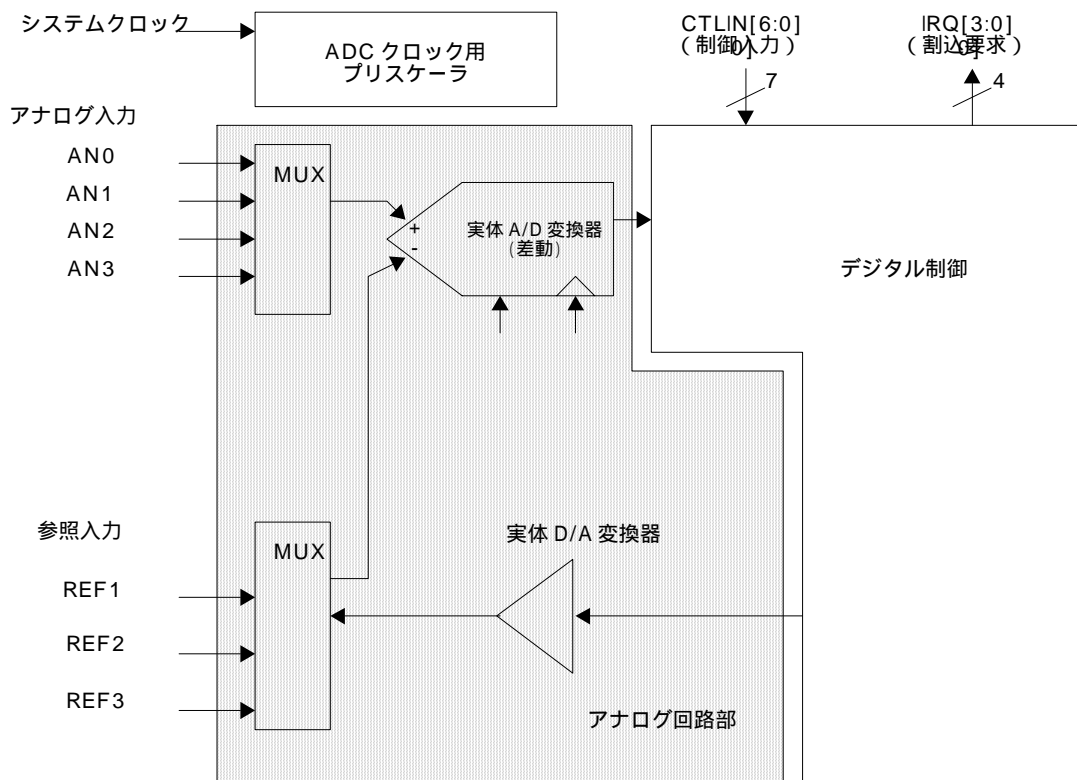 システムクロック
ADC クロック用
プリスケーラ
CTLIN[6:0]
（制御入力）
7
IRQ[3:0]
（割込要求）
4
アナログ入力
AN0
AN1
AN2
AN3
MUX
+
-
実体 A/D 変換器
(差動)
デジタル制御
参照入力
REF1
REF2
REF3
MUX
実体 D/A 変換器
アナログ回路部